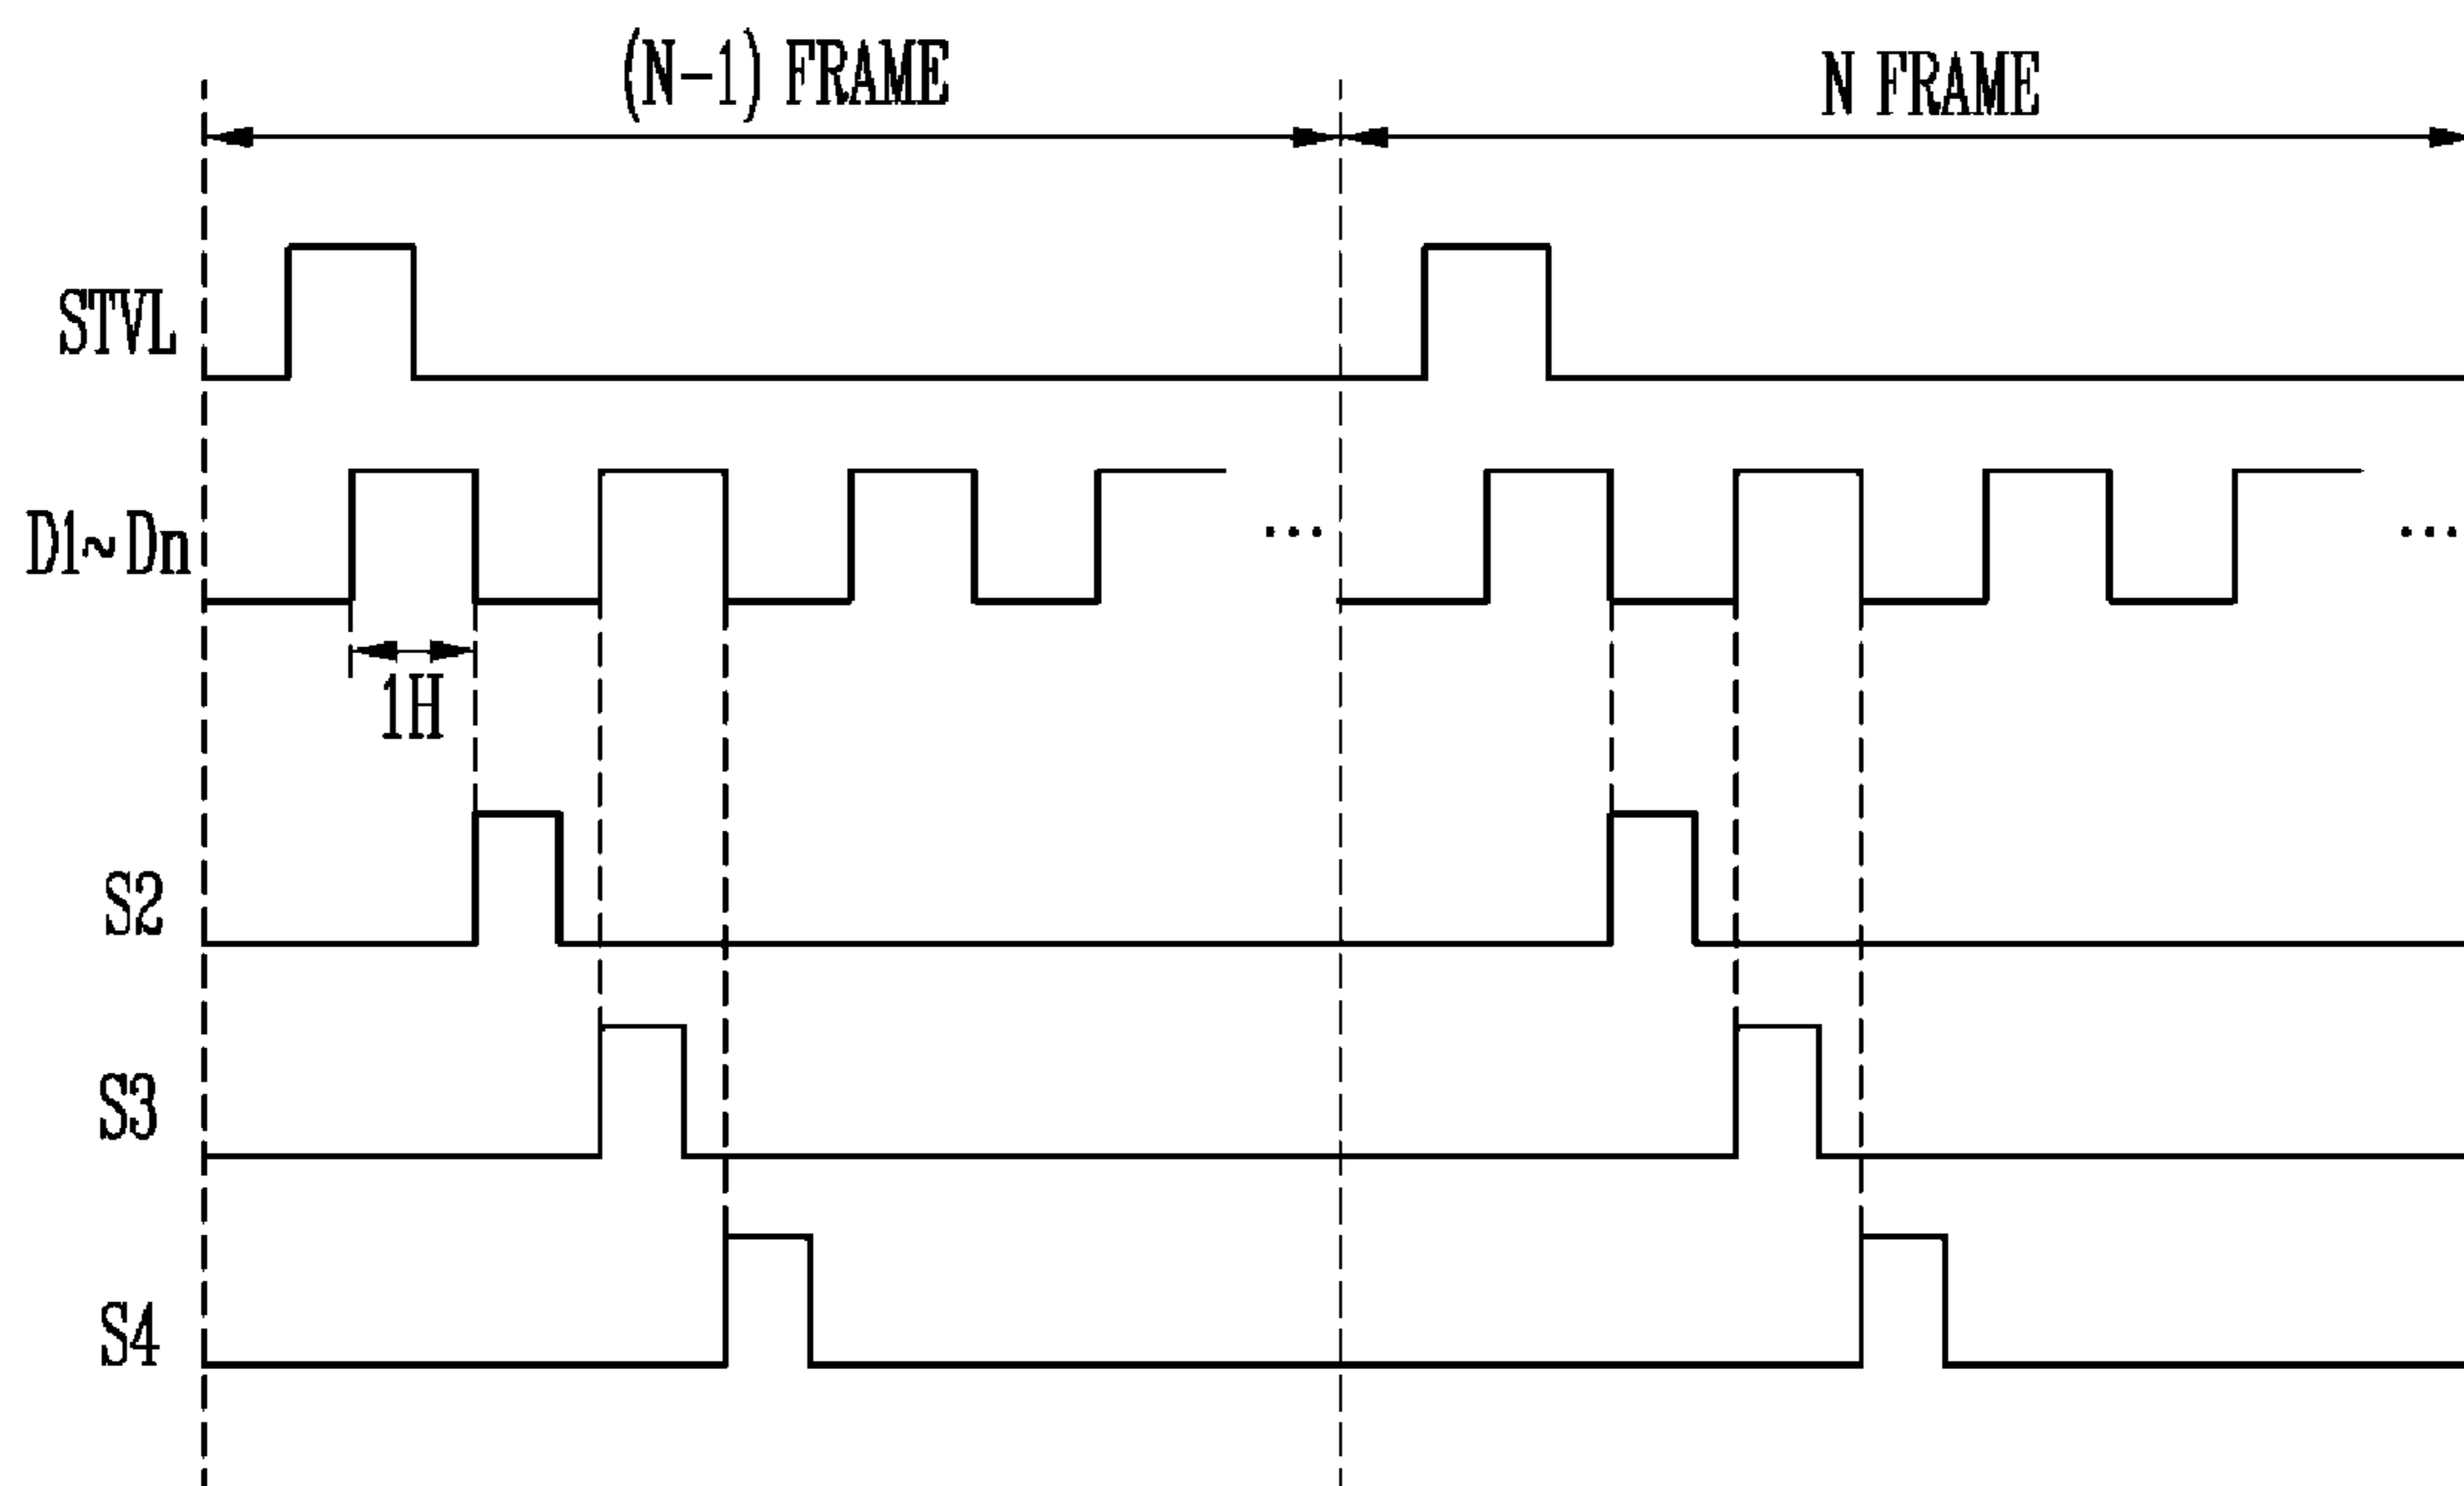 (N-1) FRAME
N FRAME
STVL
D1~Dn
...
...
1H
S2
S3
S4